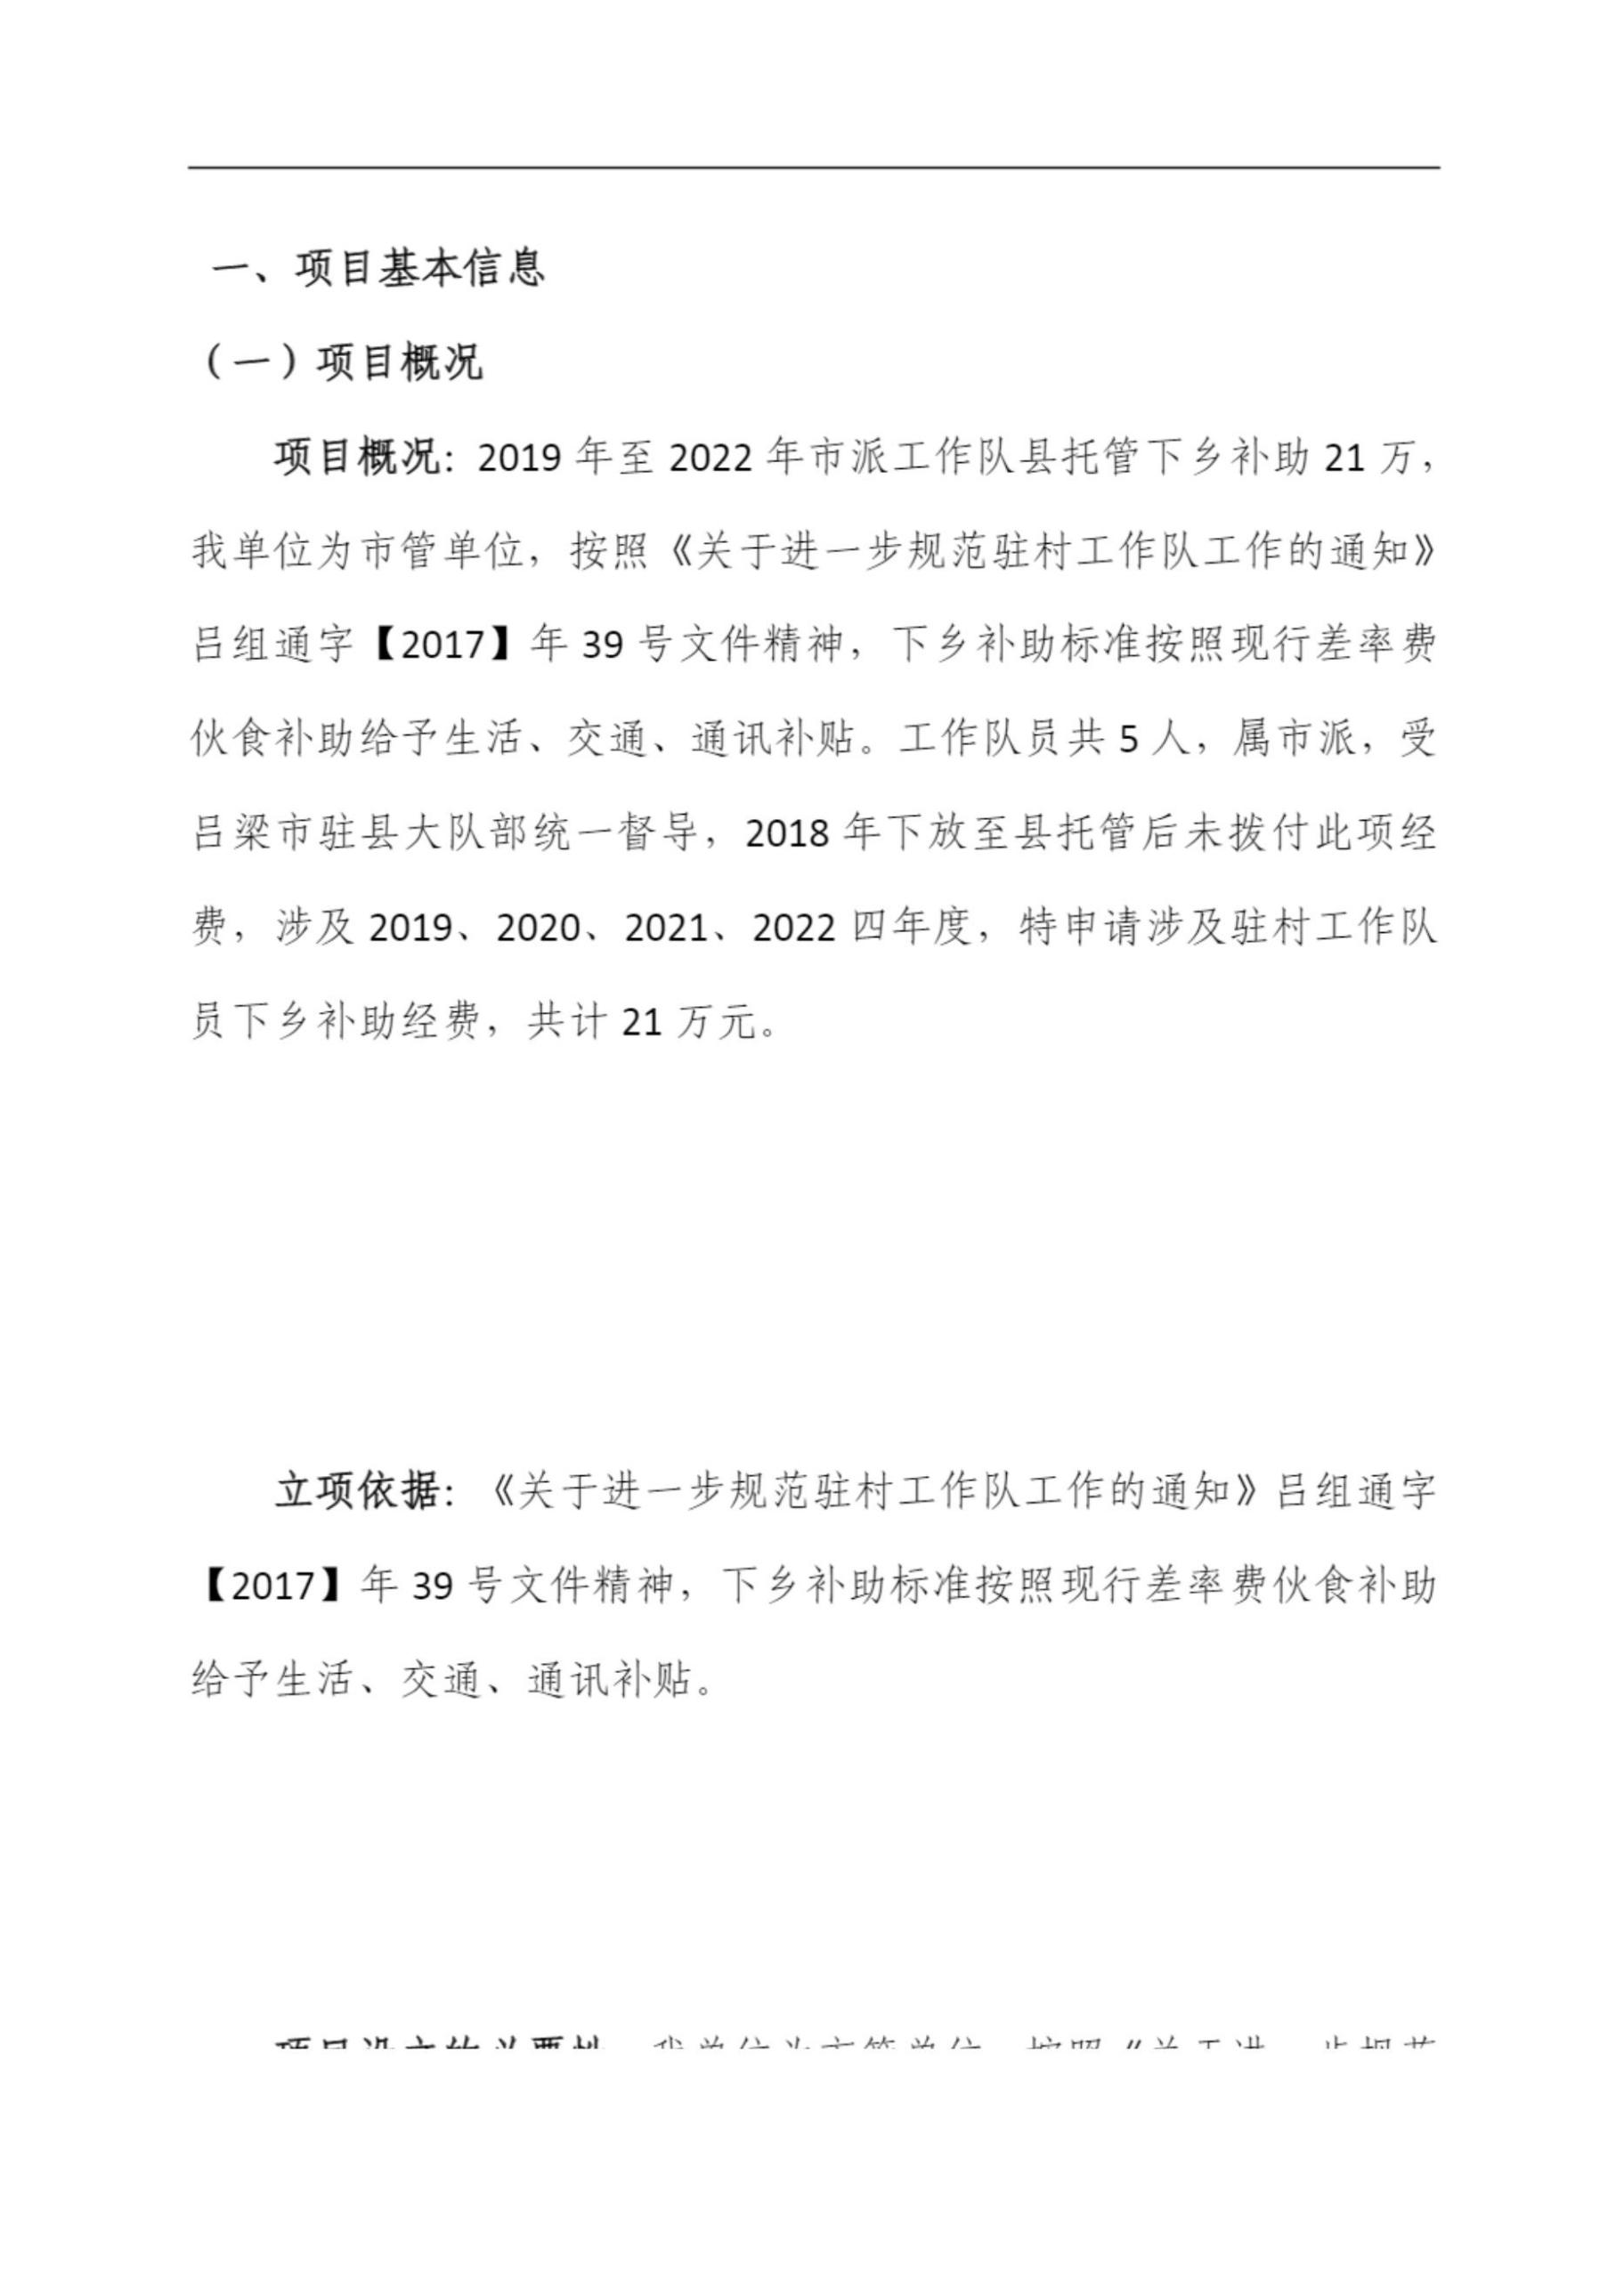 一、项目基本信息
（一）项目概况
项目概况：2019 年至 2022 年市派工作队县托管下乡补助 21 万，
我单位为市管单位，按照《关于进一步规范驻村工作队工作的通知》
吕组通字【2017】年 39 号文件精神，下乡补助标准按照现行差率费
伙食补助给予生活、交通、通讯补贴。工作队员共 5 人，属市派，受
吕梁市驻县大队部统一督导，2018 年下放至县托管后未拨付此项经
费，涉及 2019、2020、2021、2022 四年度，特申请涉及驻村工作队
员下乡补助经费，共计 21 万元。
立项依据：《关于进一步规范驻村工作队工作的通知》吕组通字
【2017】年 39 号文件精神，下乡补助标准按照现行差率费伙食补助
给予生活、交通、通讯补贴。